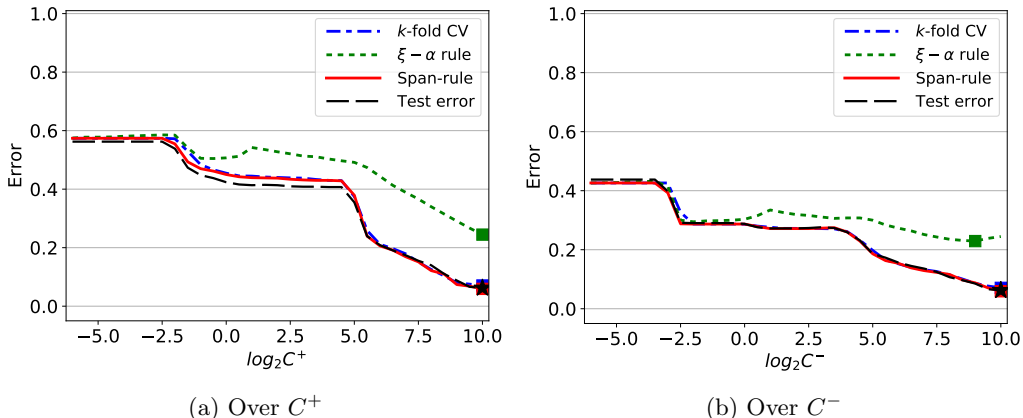 1.0
0.8
0.6
0.4
0.2
0.0
Error
k-fold CV
ξ − α rule
Span-rule
Test error
−5.0 −2.5 0.0 2.5 5.0 7.5 10.0
log₂C⁺
(a) Over C⁺
1.0
0.8
0.6
0.4
0.2
0.0
Error
k-fold CV
ξ − α rule
Span-rule
Test error
−5.0 −2.5 0.0 2.5 5.0 7.5 10.0
log₂C⁻
(b) Over C⁻